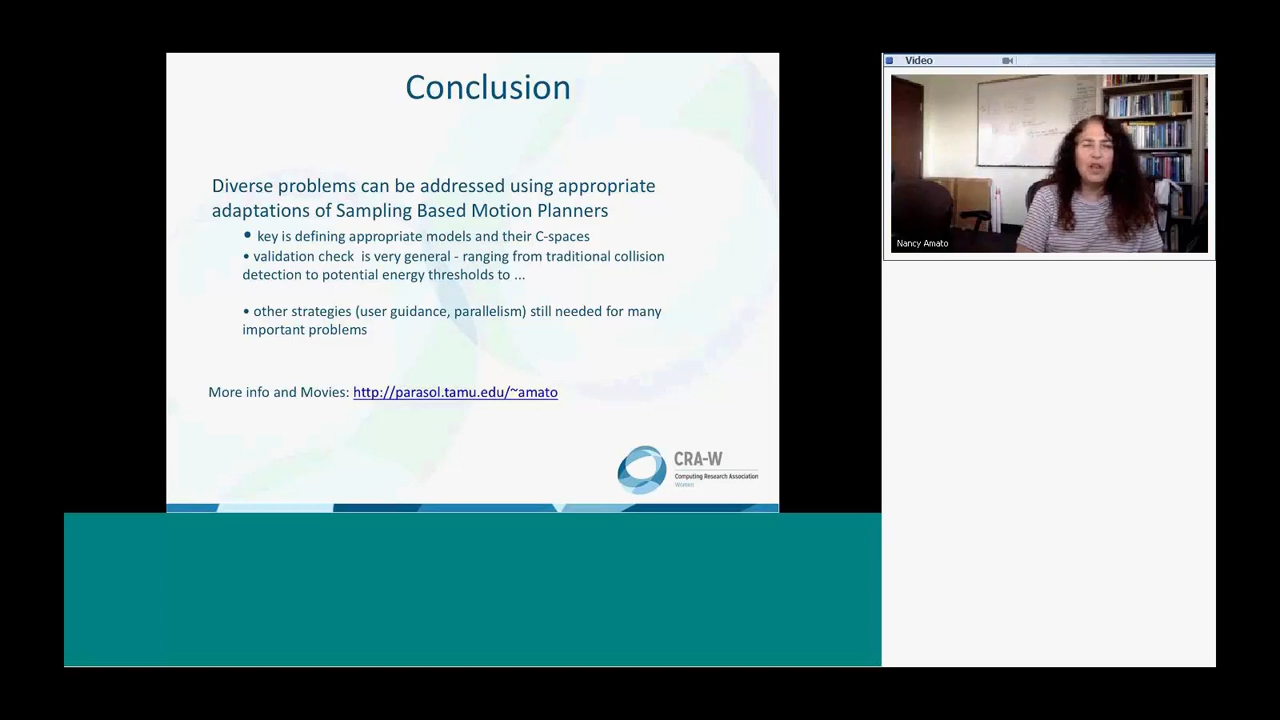 Conclusion
Diverse problems can be addressed using appropriate
adaptations of Sampling Based Motion Planners
• key is defining appropriate models and their C-spaces
• validation check is very general - ranging from traditional collision
detection to potential energy thresholds to ...
• other strategies (user guidance, parallelism) still needed for many
important problems
More info and Movies: http://parasol.tamu.edu/~amato
CRA-W
Computing Research Association
Women
Video
Nancy Amato